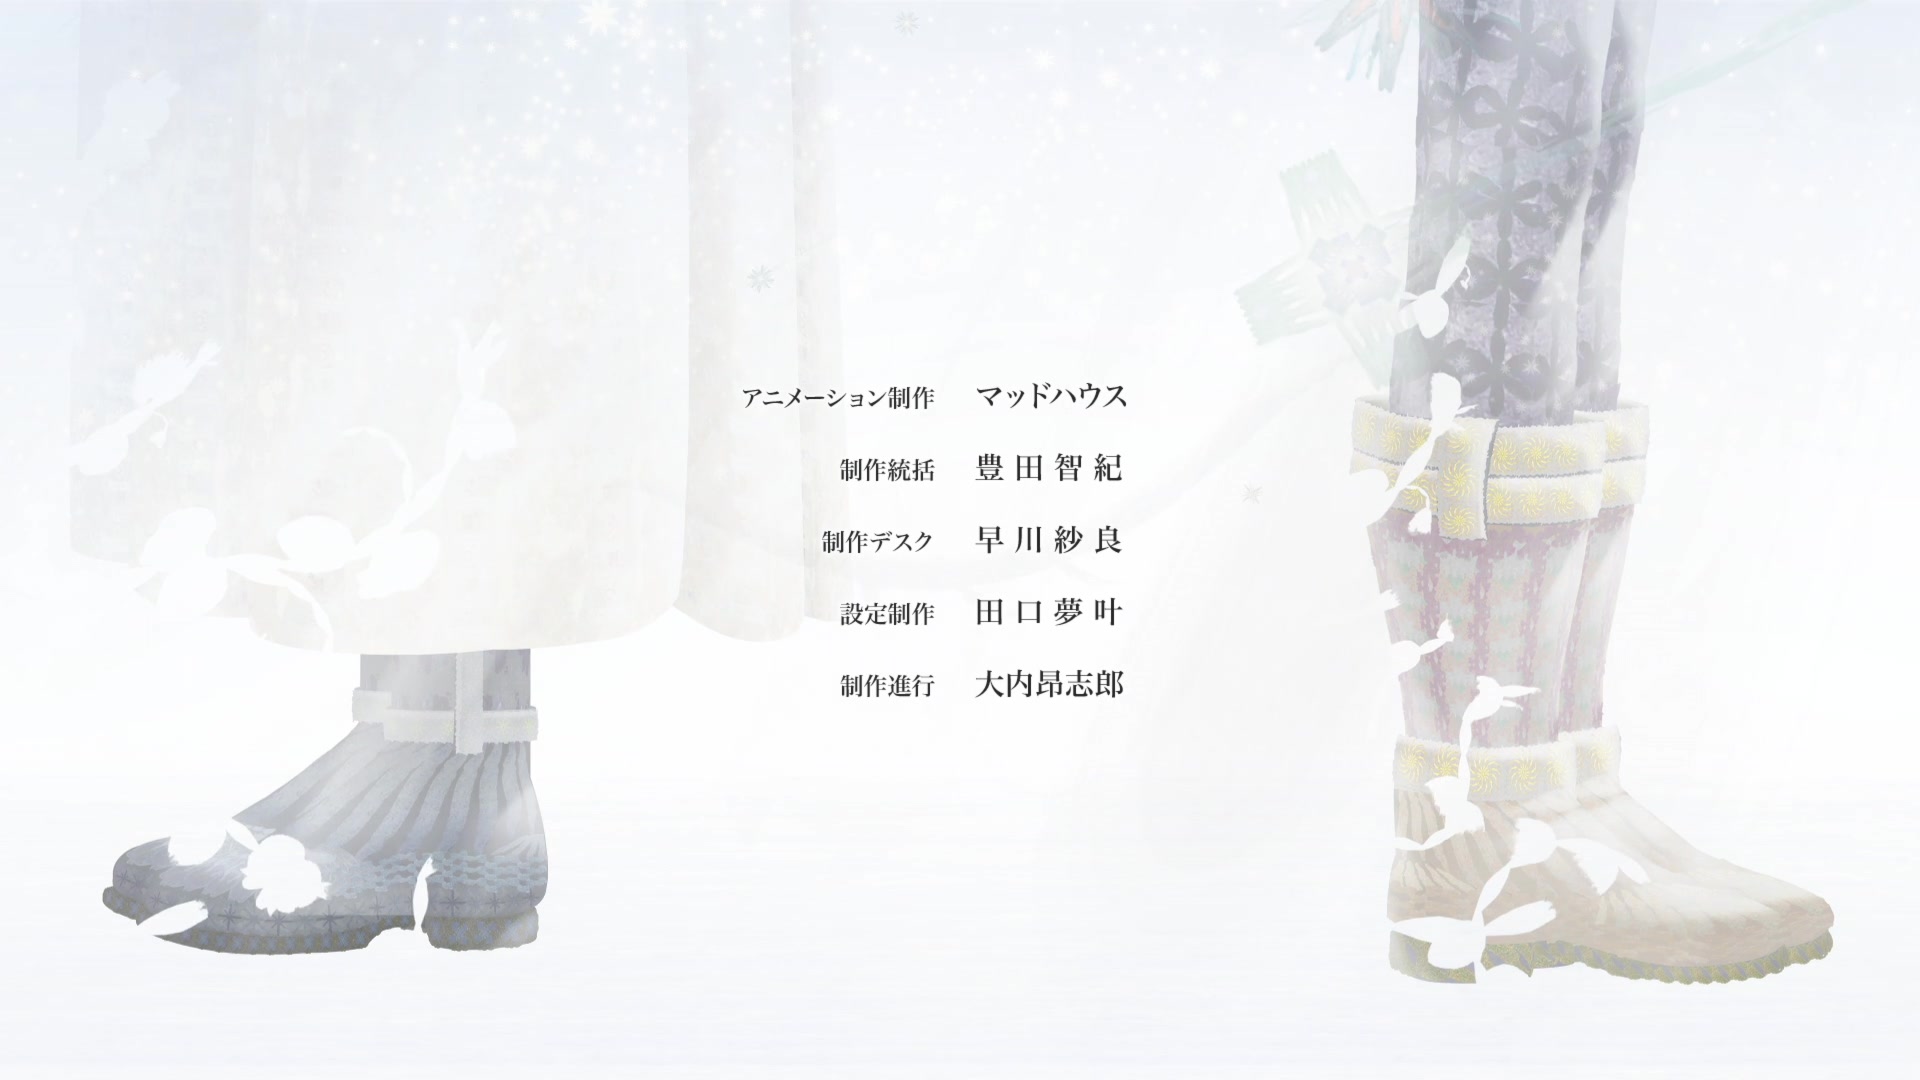 アニメーション制作 マッドハウス
制作統括 豊田智紀
制作デスク 早川紗良
設定制作 田口夢叶
制作進行 大内昂志郎